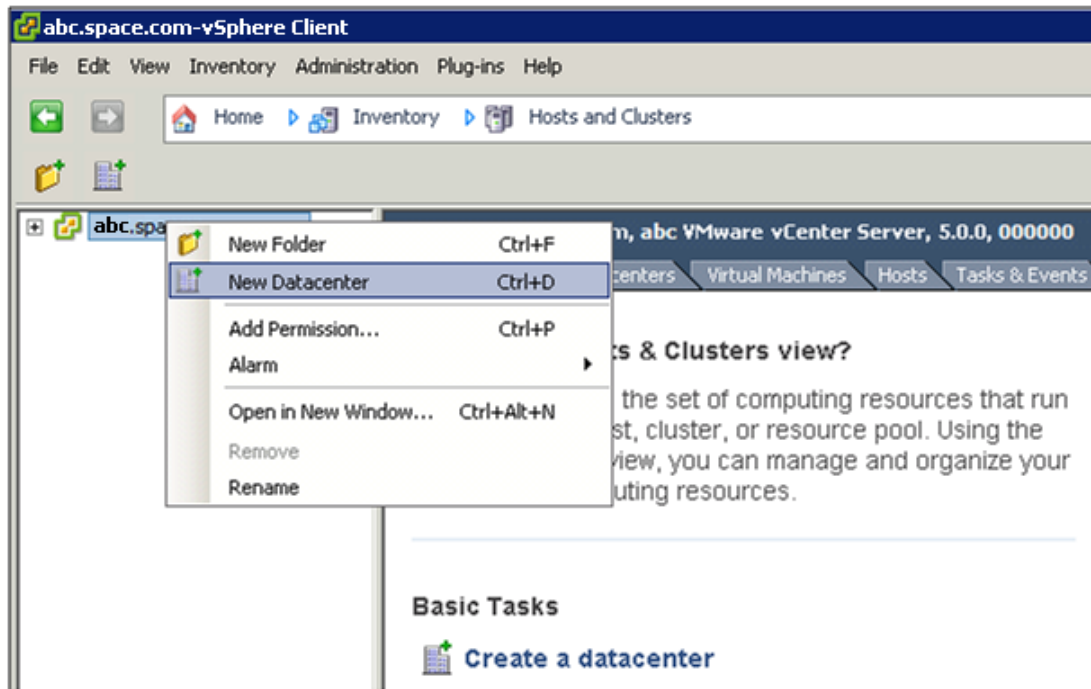 abc.space.com-vSphere Client
File Edit View Inventory Administration Plug-ins Help
Home Inventory Hosts and Clusters
abc.spa
m, abc VMware vCenter Server, 5.0.0, 000000
New Folder Ctrl+F
New Datacenter Ctrl+D
enters Virtual Machines Hosts Tasks & Events
Add Permission... Ctrl+P
Alarm
ts & Clusters view?
Open in New Window... Ctrl+Alt+N
Remove
Rename
the set of computing resources that run
st, cluster, or resource pool. Using the
view, you can manage and organize your
uting resources.
Basic Tasks
Create a datacenter